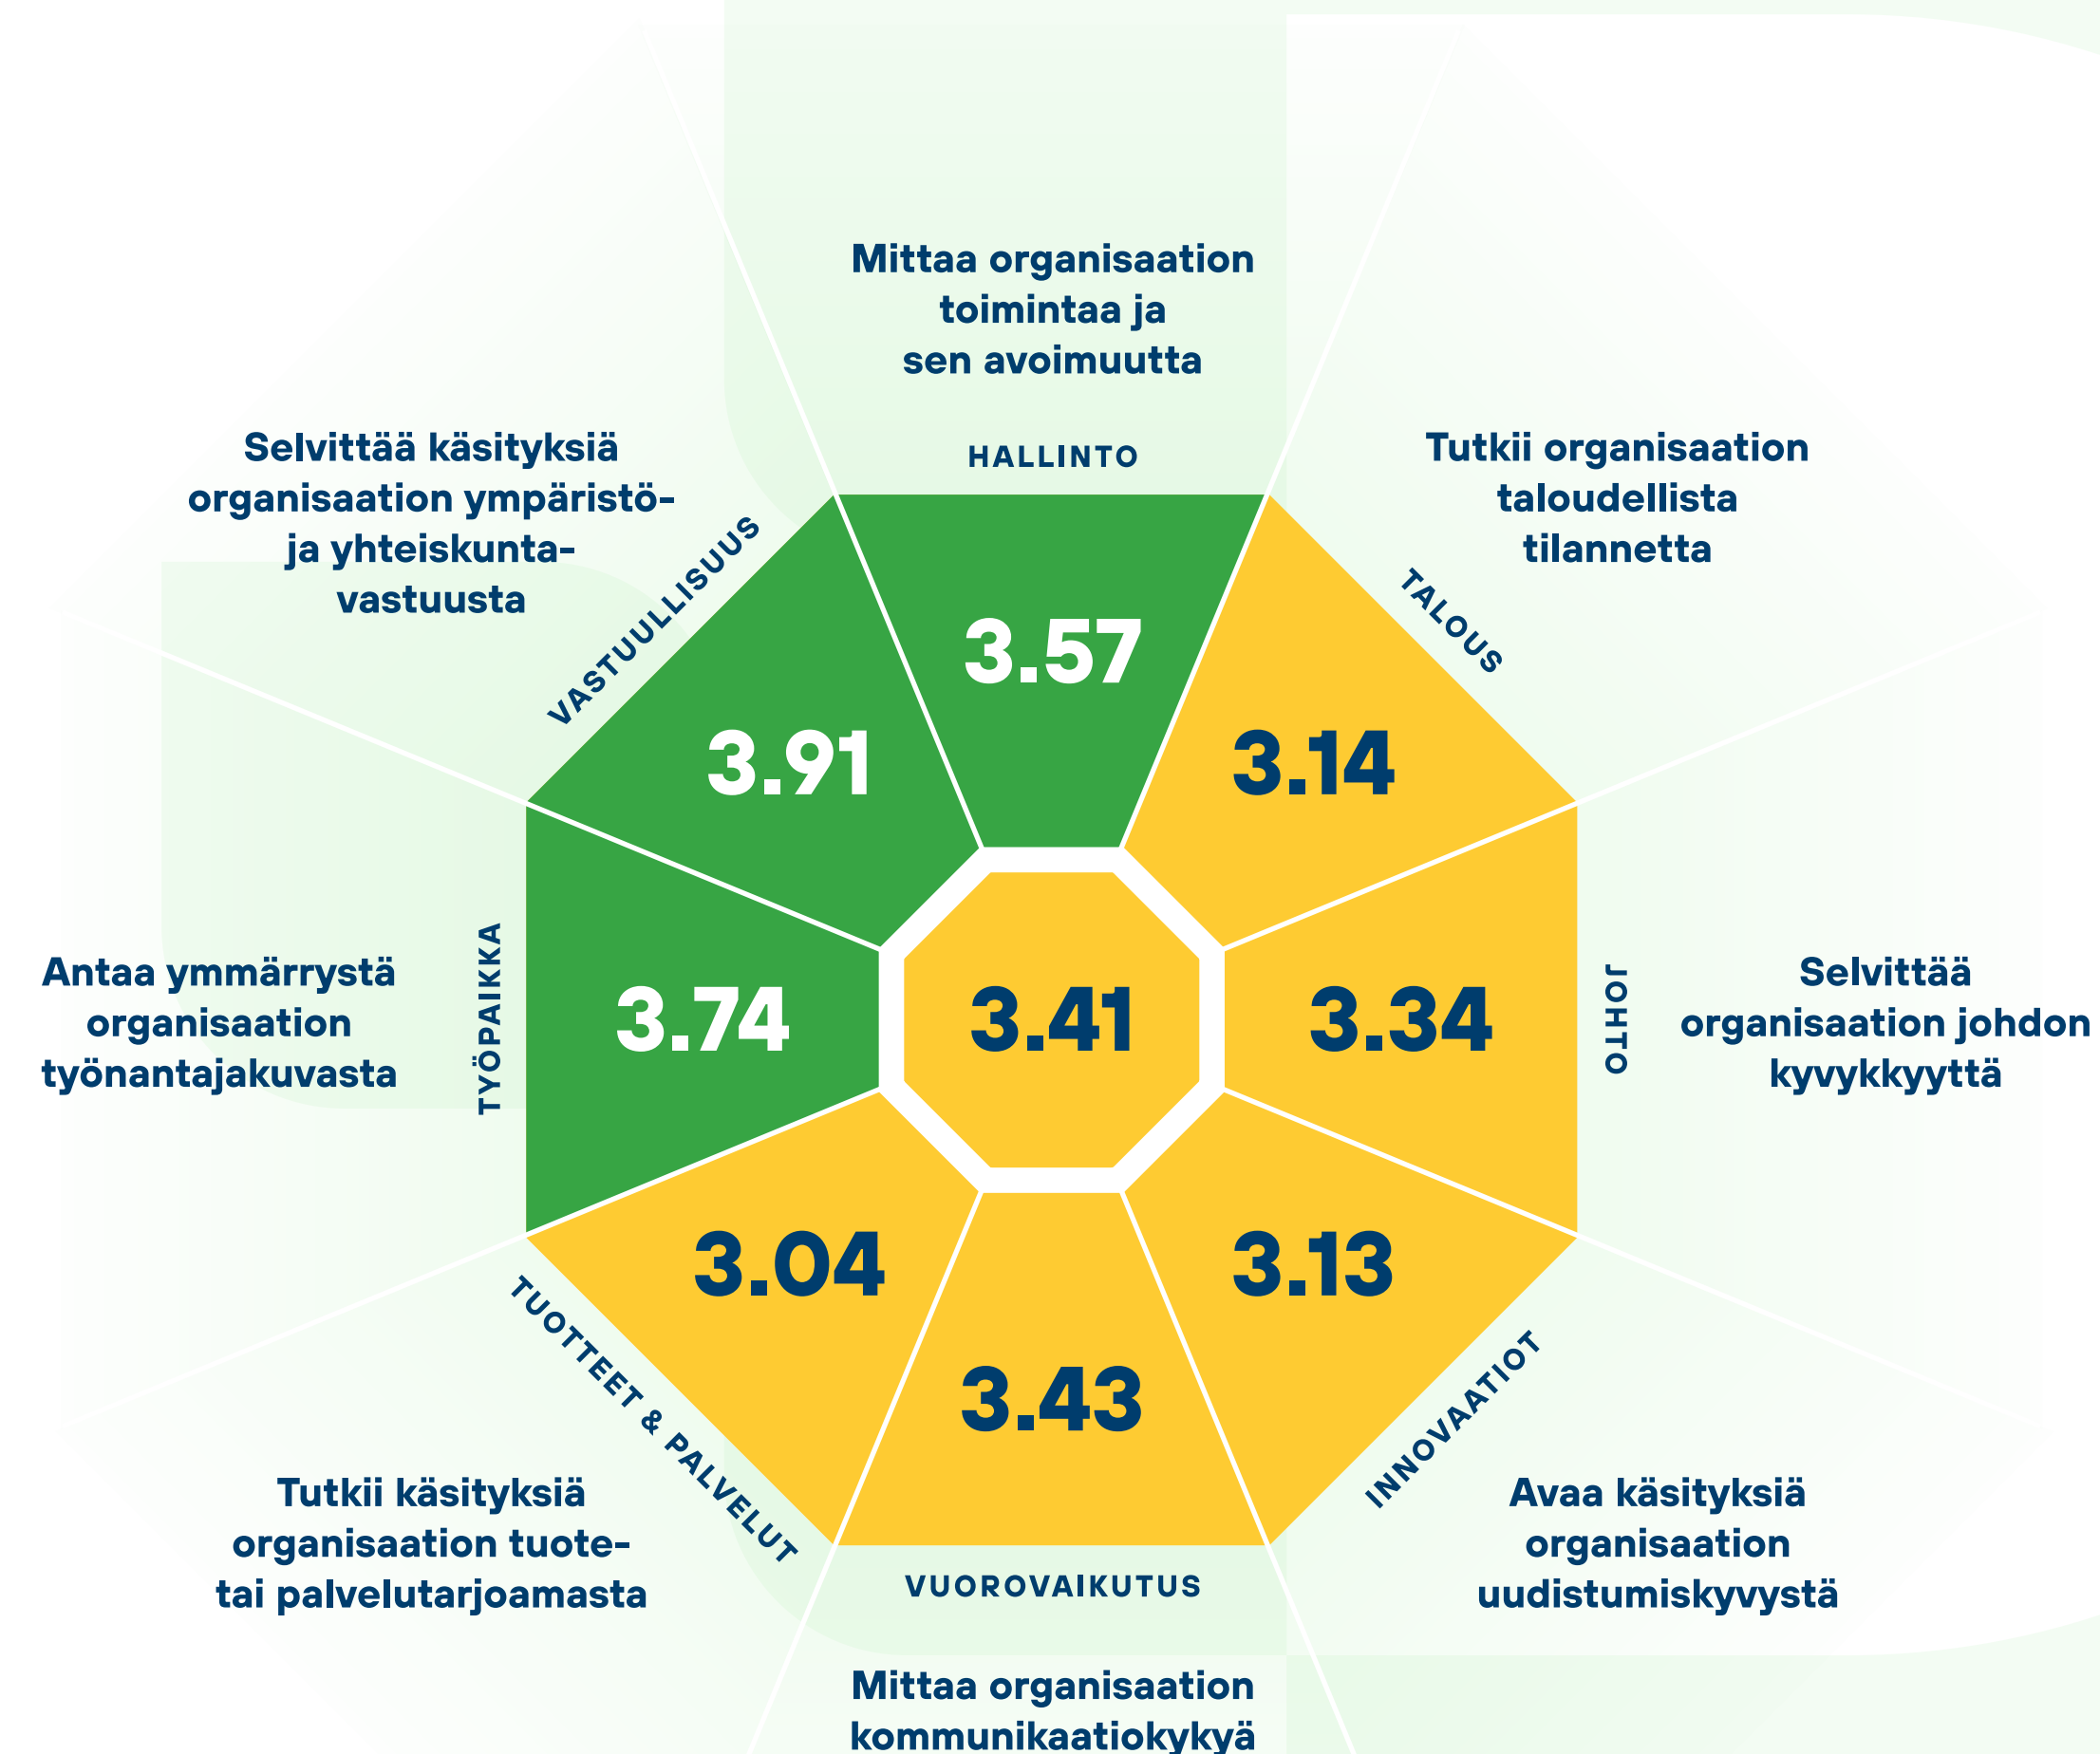 Mittaa organisaation
toimintaa ja
sen avoimuutta
HALLINTO
3.57
Tutkii organisaation
taloudellista
tilannetta
TALOUS
3.14
Selvittää
organisaation johdon
kyvykkyyttä
JOHTO
3.34
Avaa käsityksiä
organisaation
uudistumiskyvystä
INNOVAATIOT
3.13
VUOROVAIKUTUS
3.43
Mittaa organisaation
kommunikaatiokykyä
Tutkii käsityksiä
organisaation tuote-
tai palvelutarjoamasta
TUOTTEET & PALVELUT
3.04
Antaa ymmärrystä
organisaation
työnantajakuvasta
TYÖPAIKKA
3.74
Selvittää käsityksiä
organisaation ympäristö-
ja yhteiskunta-
vastuusta
VASTUULLISUUS
3.91
3.41